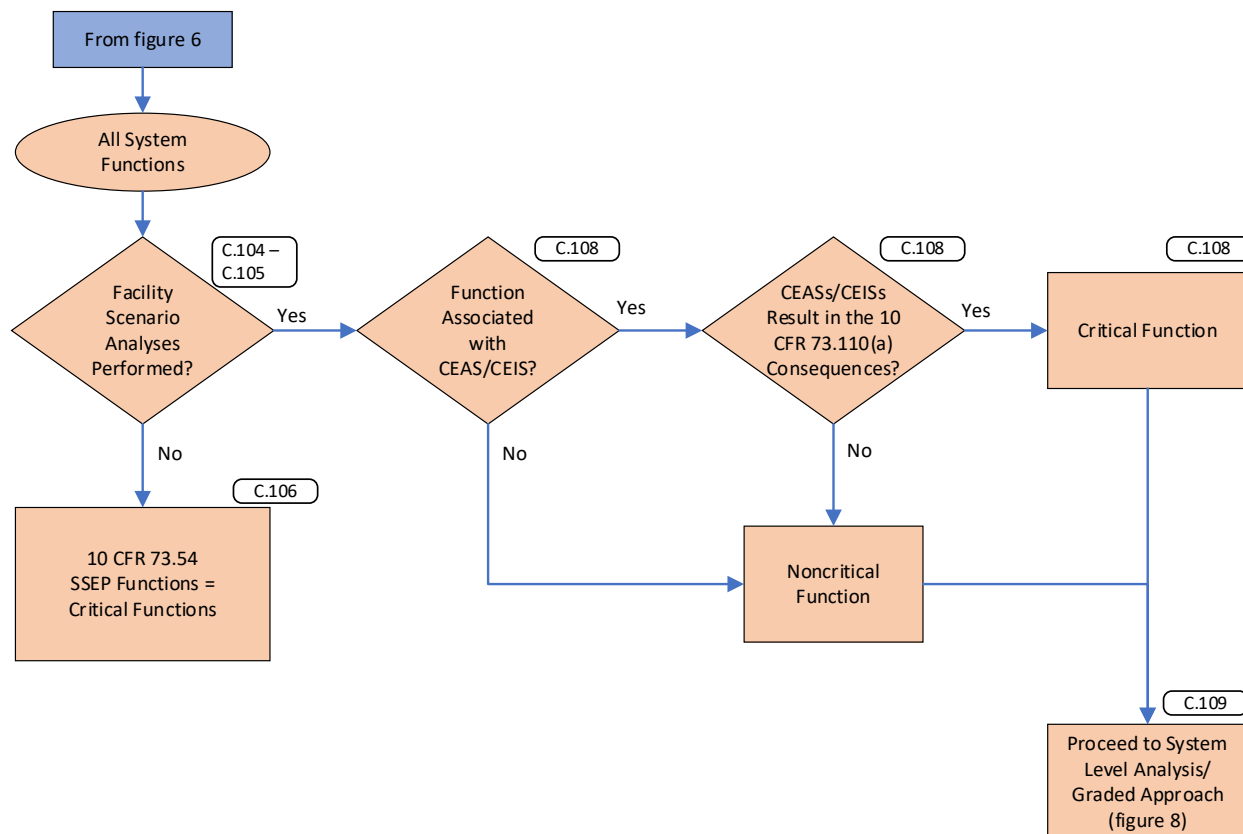 From figure 6
All System
Functions
C.104 –
C.105
Facility
Scenario
Analyses
Performed?
Yes
No
C.108
Function
Associated
with
CEAS/CEIS?
Yes
No
C.108
CEASs/CEISs
Result in the 10
CFR 73.110(a)
Consequences?
Yes
No
C.108
Critical Function
C.106
10 CFR 73.54
SSEP Functions =
Critical Functions
Noncritical
Function
C.109
Proceed to System
Level Analysis/
Graded Approach
(figure 8)